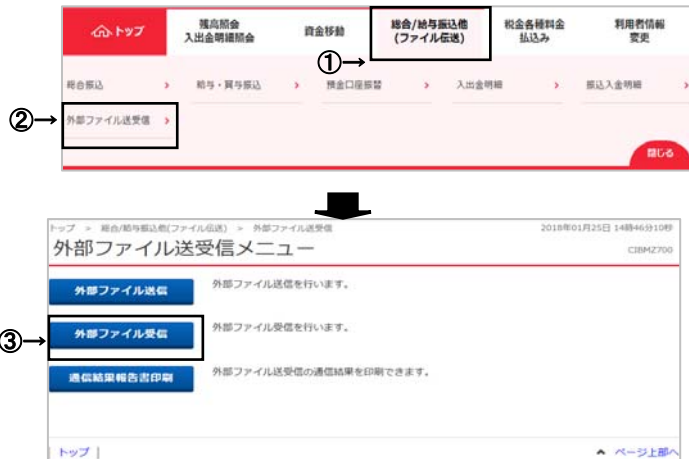 トップ
残高照会
入出金明細照会
資金移動
総合/給与振込他
(ファイル伝送)
税金各種料金
払込み
利用者情報
変更
①→
総合振込 >
給与・賞与振込 >
預金口座振替 >
入出金明細 >
振込入金明細 >
②→
外部ファイル送受信 >
閉じる
トップ > 総合/給与振込他(ファイル伝送) > 外部ファイル送受信
2018年01月25日 14時46分10秒
外部ファイル送受信メニュー
CIBMZ700
外部ファイル送信
外部ファイル送信を行います。
③→
外部ファイル受信
外部ファイル受信を行います。
通信結果報告書印刷
外部ファイル送受信の通信結果を印刷できます。
| トップ |
ページ上部へ